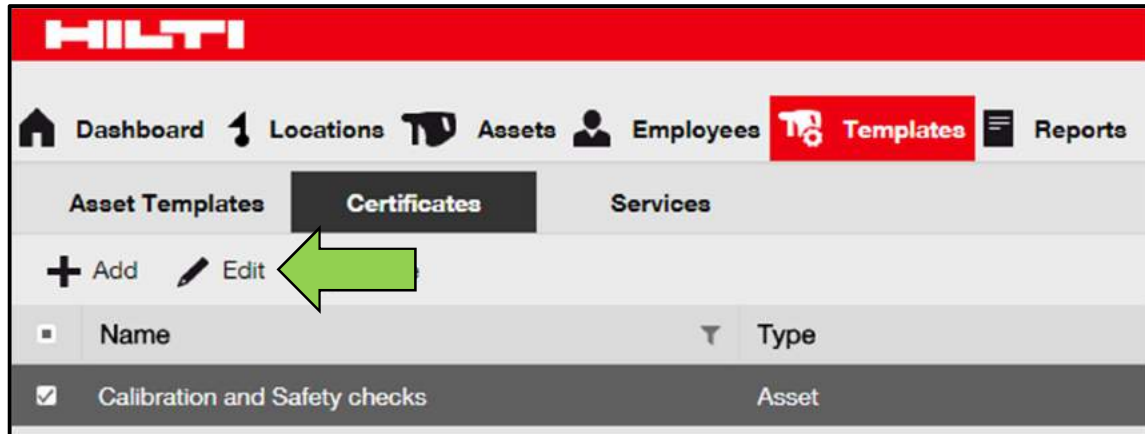 HILTI
Dashboard Locations Assets Employees Templates Reports
Asset Templates Certificates Services
Add Edit
Name Type
Calibration and Safety checks Asset